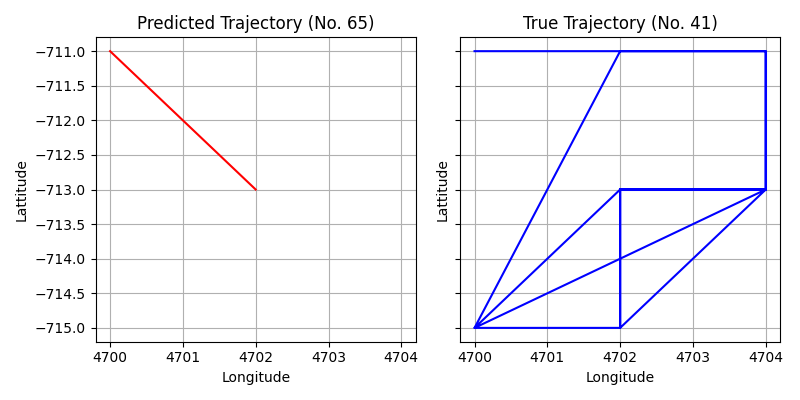 Predicted Trajectory (No. 65)
True Trajectory (No. 41)
−711.0
−711.5
−712.0
−712.5
−713.0
−713.5
−714.0
−714.5
−715.0
Lattitude
Lattitude
4700 4701 4702 4703 4704
4700 4701 4702 4703 4704
Longitude
Longitude